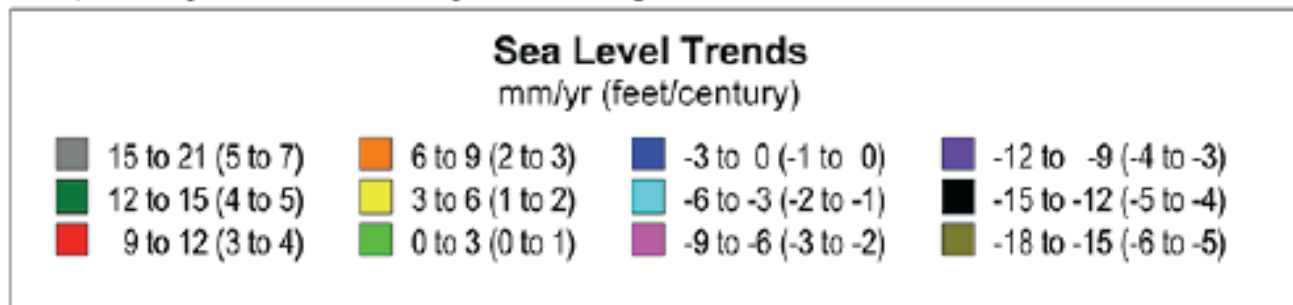 Sea Level Trends
mm/yr (feet/century)
15 to 21 (5 to 7) 6 to 9 (2 to 3) -3 to 0 (-1 to 0) -12 to -9 (-4 to -3)
12 to 15 (4 to 5) 3 to 6 (1 to 2) -6 to -3 (-2 to -1) -15 to -12 (-5 to -4)
9 to 12 (3 to 4) 0 to 3 (0 to 1) -9 to -6 (-3 to -2) -18 to -15 (-6 to -5)